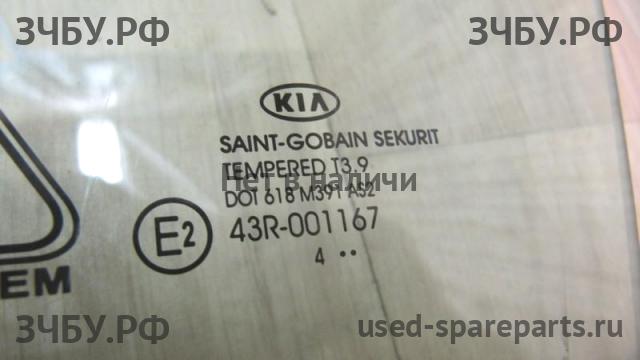 ЗЧБУ.РФ ЗЧБУ.РФ
KIA
SAINT-GOBAIN SEKURIT
TEMPERED T3,9
Нет в наличи
DOT 618 M391 AS2
E2 43R-001167
4 ••
EM
ЗЧБУ.РФ used-spareparts.ru